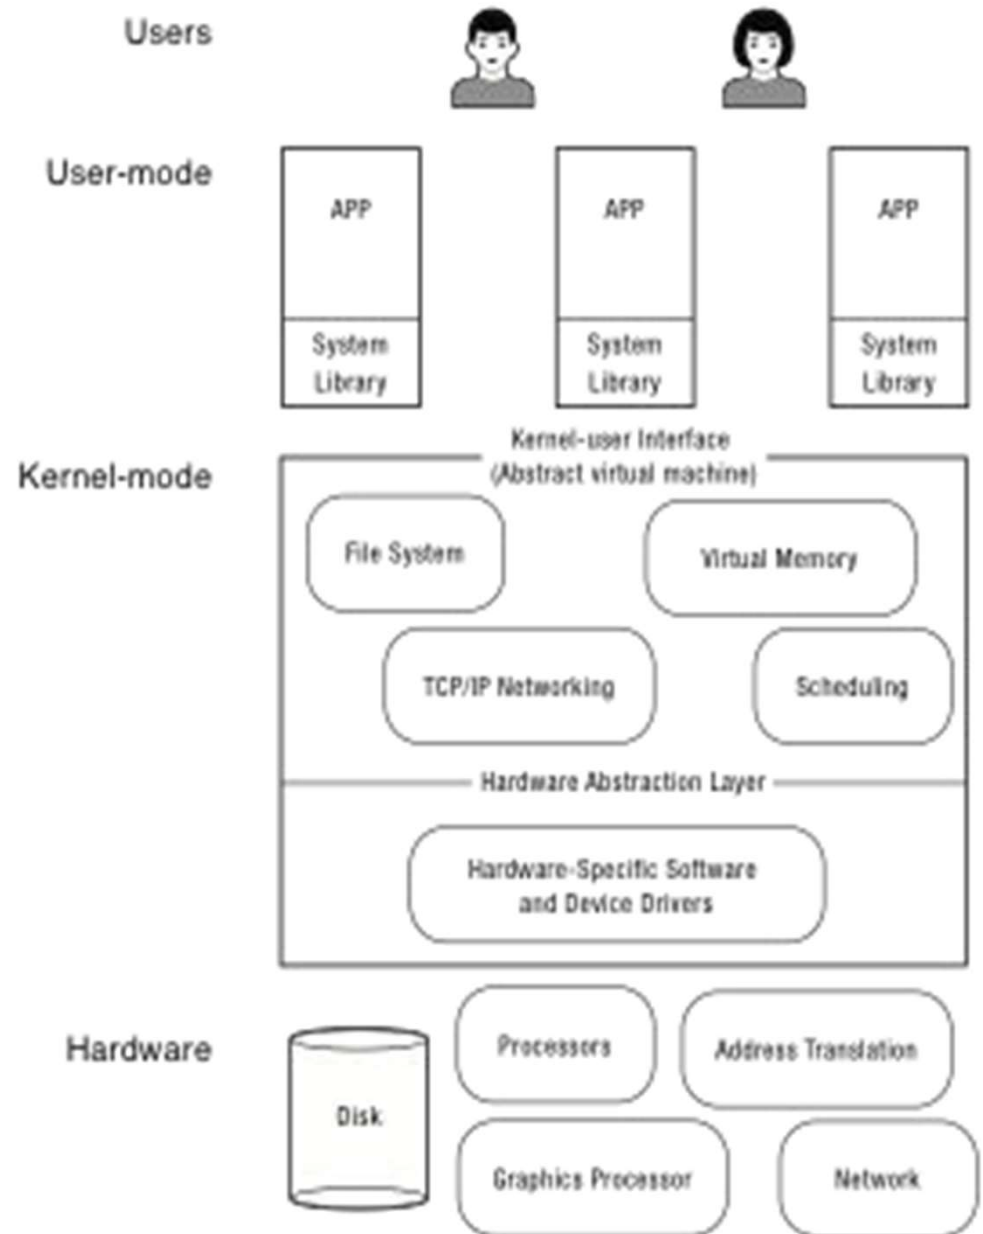 Users
User-mode
APP
APP
APP
System
Library
System
Library
System
Library
Kernel-user Interface
(Abstract virtual machine)
Kernel-mode
File System
Virtual Memory
TCP/IP Networking
Scheduling
Hardware Abstraction Layer
Hardware-Specific Software
and Device Drivers
Hardware
Processors
Address Translation
Disk
Graphics Processor
Network